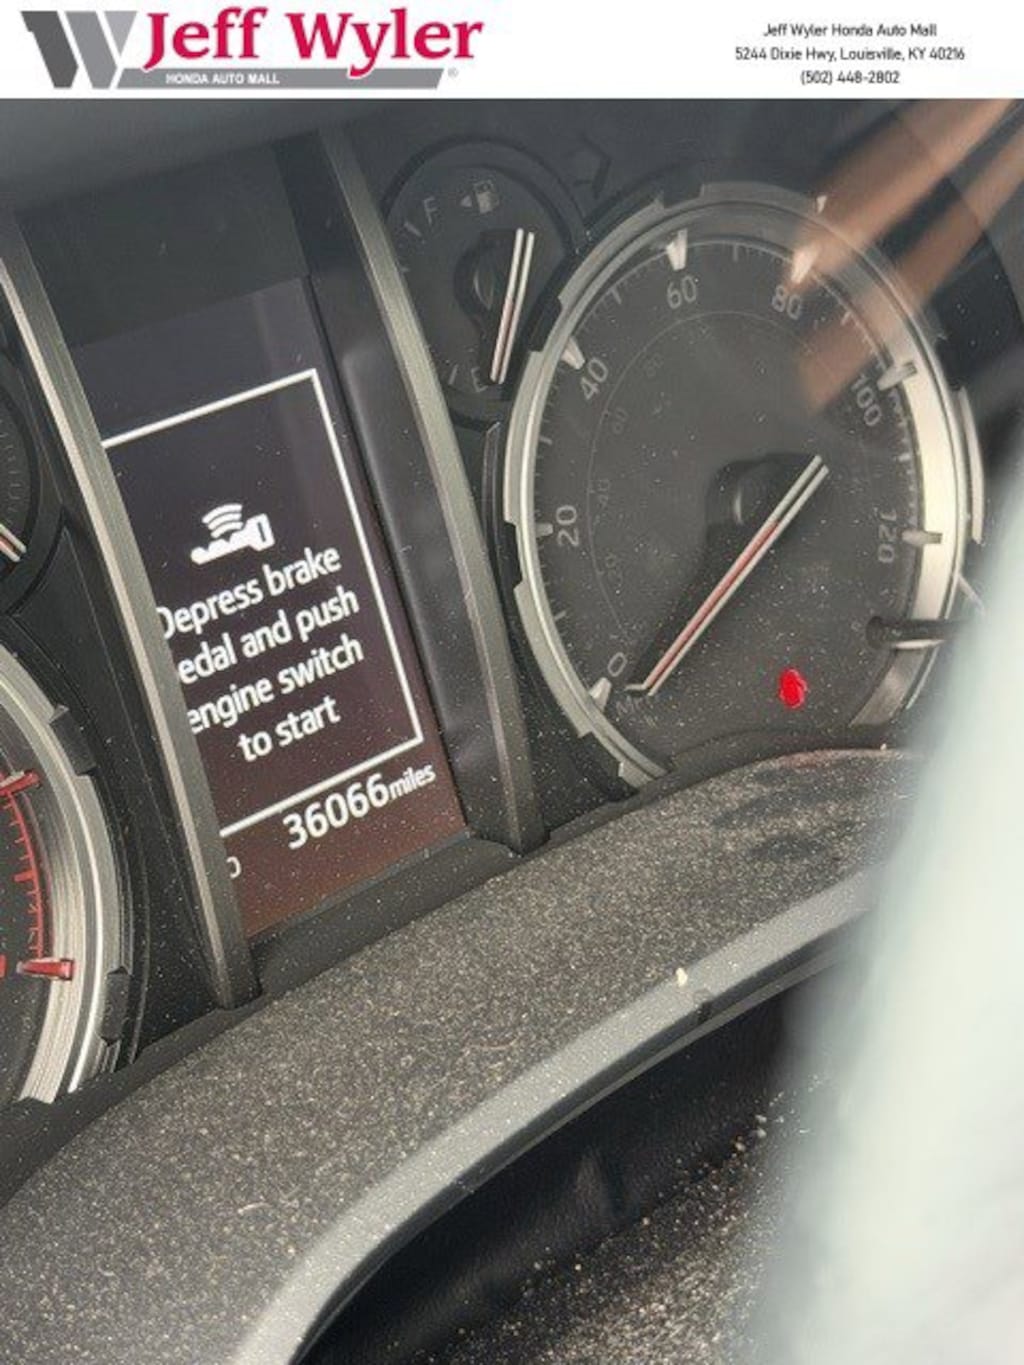 Jeff Wyler
HONDA AUTO MALL
Jeff Wyler Honda Auto Mall
5244 Dixie Hwy, Louisville, KY 40216
(502) 448-2802
F
E
Depress brake
edal and push
engine switch
to start
36066miles
0
20
40
60
80
100
120